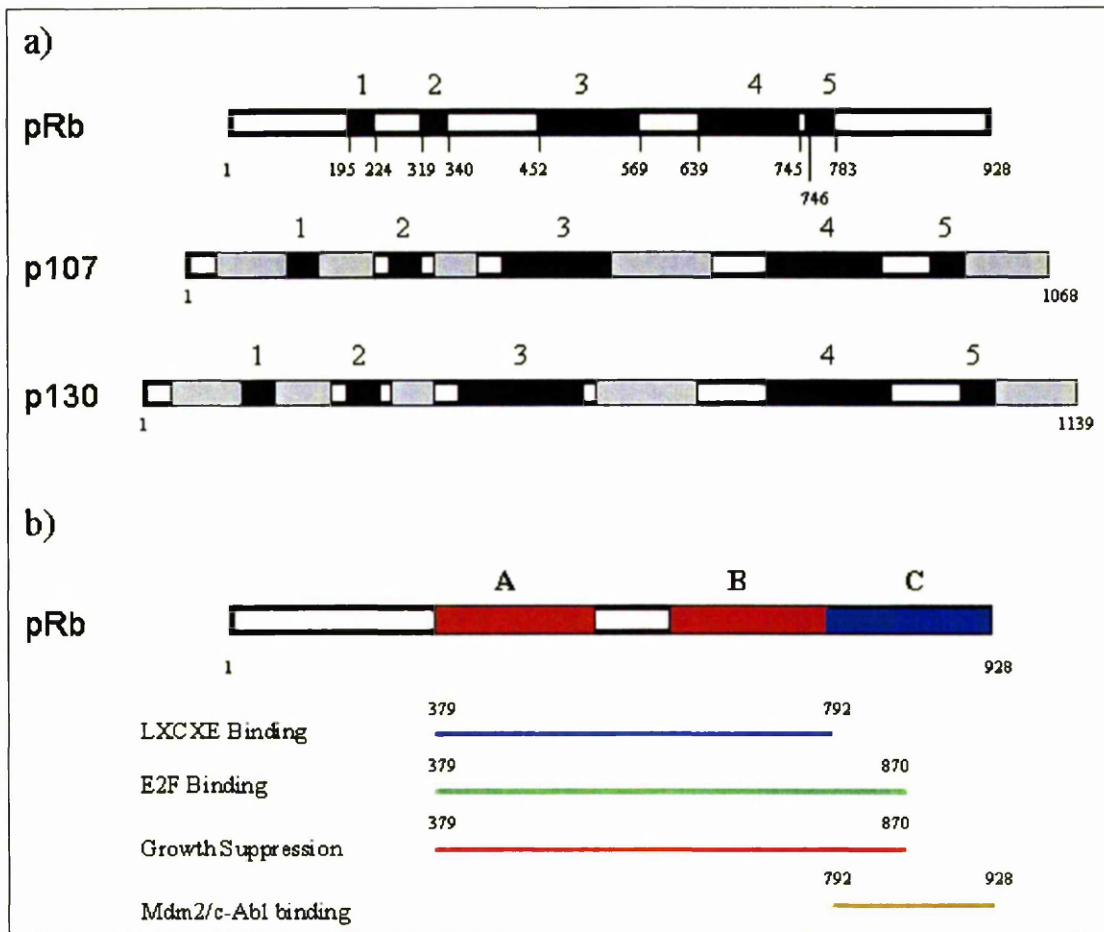 a)
1 2 3 4 5
pRb
1 195 224 319 340 452 569 639 745 783 928
746
1 2 3 4 5
p107
1 1068
1 2 3 4 5
p130
1 1139
b)
A B C
pRb
1 928
379 792
LXCXE Binding
379 870
E2F Binding
379 870
Growth Suppression
792 928
Mdm2/c-Abl binding